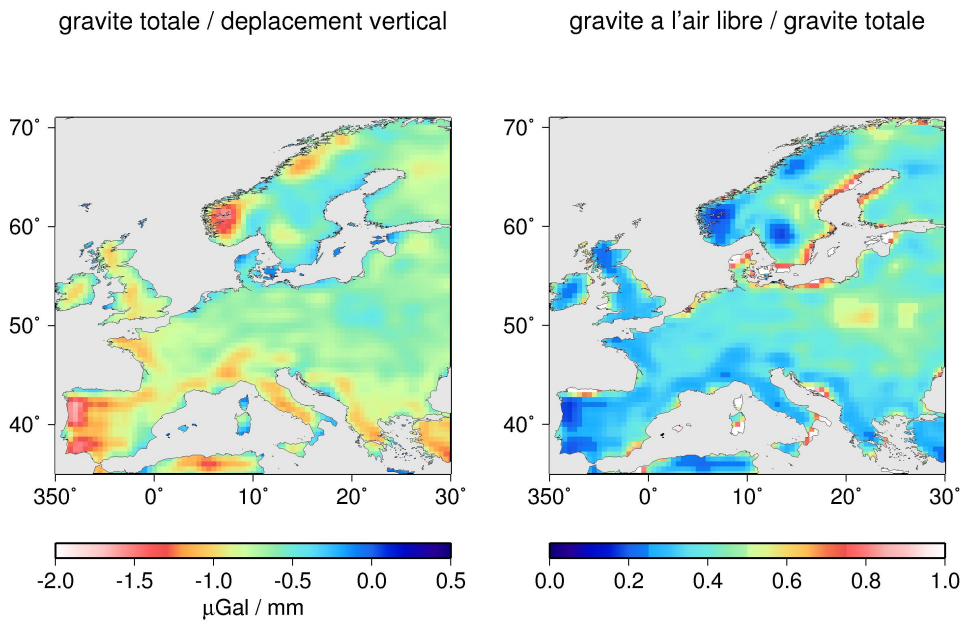 gravite totale / deplacement vertical
gravite a l'air libre / gravite totale
70˚
60˚
50˚
40˚
350˚ 0˚ 10˚ 20˚ 30˚
70˚
60˚
50˚
40˚
350˚ 0˚ 10˚ 20˚ 30˚
-2.0 -1.5 -1.0 -0.5 0.0 0.5
μGal / mm
0.0 0.2 0.4 0.6 0.8 1.0